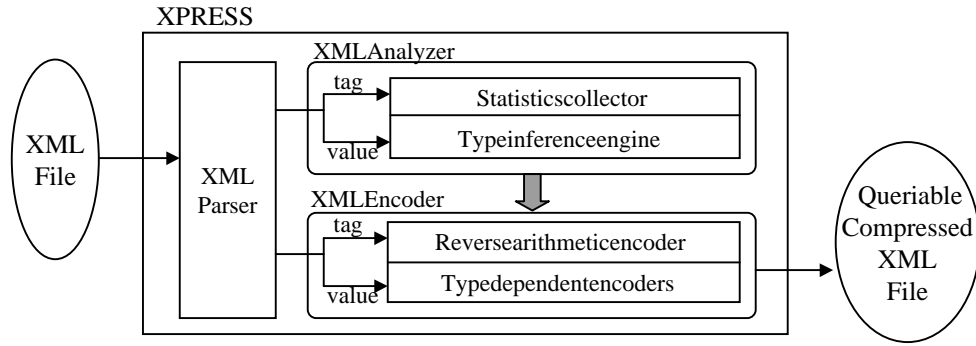 XPRESS
XML
File
XML
Parser
XMLAnalyzer
tag
value
Statisticscollector
Typeinferenceengine
XMLEncoder
tag
value
Reversearithmeticencoder
Typedependentencoders
Queriable
Compressed
XML
File